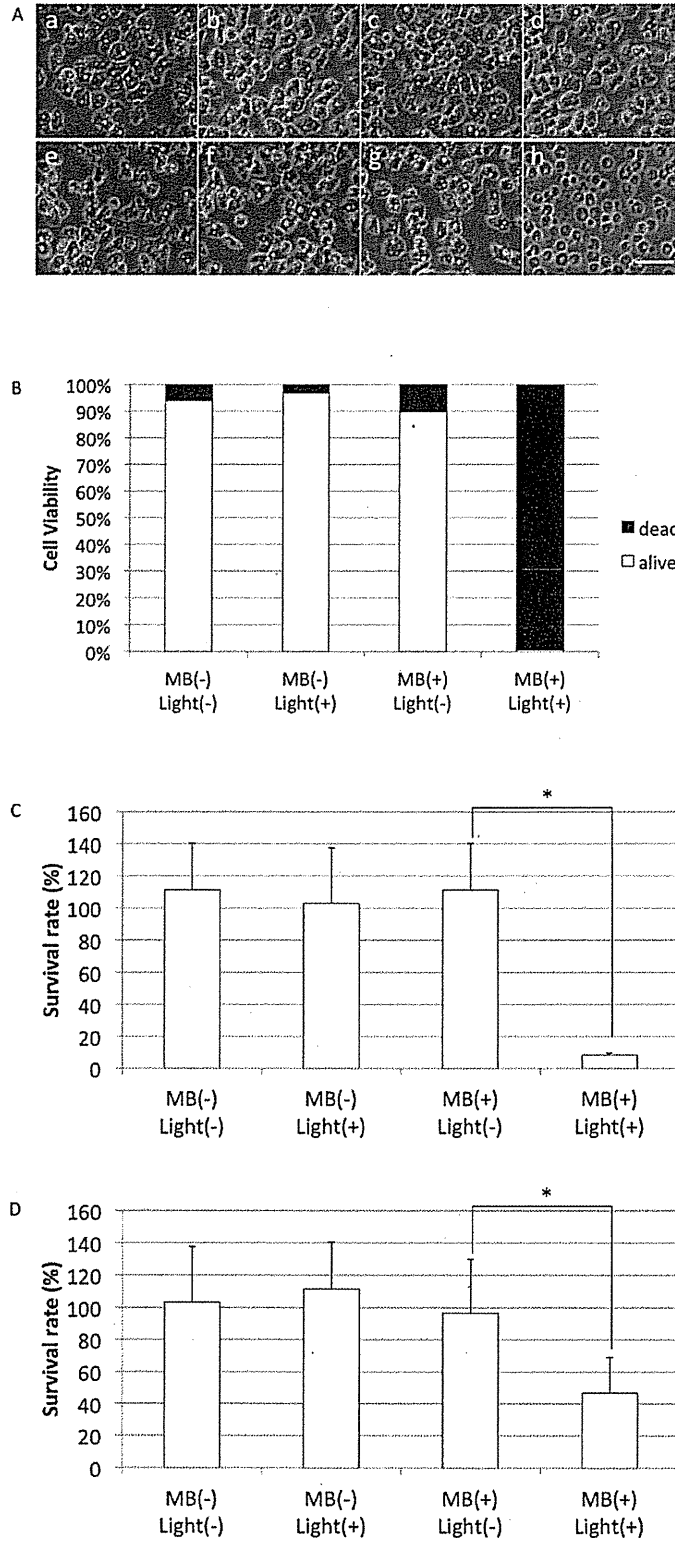 A
a b c d
e f g h
B
Cell Viability
100%
90%
80%
70%
60%
50%
40%
30%
20%
10%
0%
MB(-) MB(-) MB(+) MB(+)
Light(-) Light(+) Light(-) Light(+)
dead
alive
C
Survival rate (%)
*
160
140
120
100
80
60
40
20
0
MB(-) MB(-) MB(+) MB(+)
Light(-) Light(+) Light(-) Light(+)
D
Survival rate (%)
*
160
140
120
100
80
60
40
20
0
MB(-) MB(-) MB(+) MB(+)
Light(-) Light(+) Light(-) Light(+)